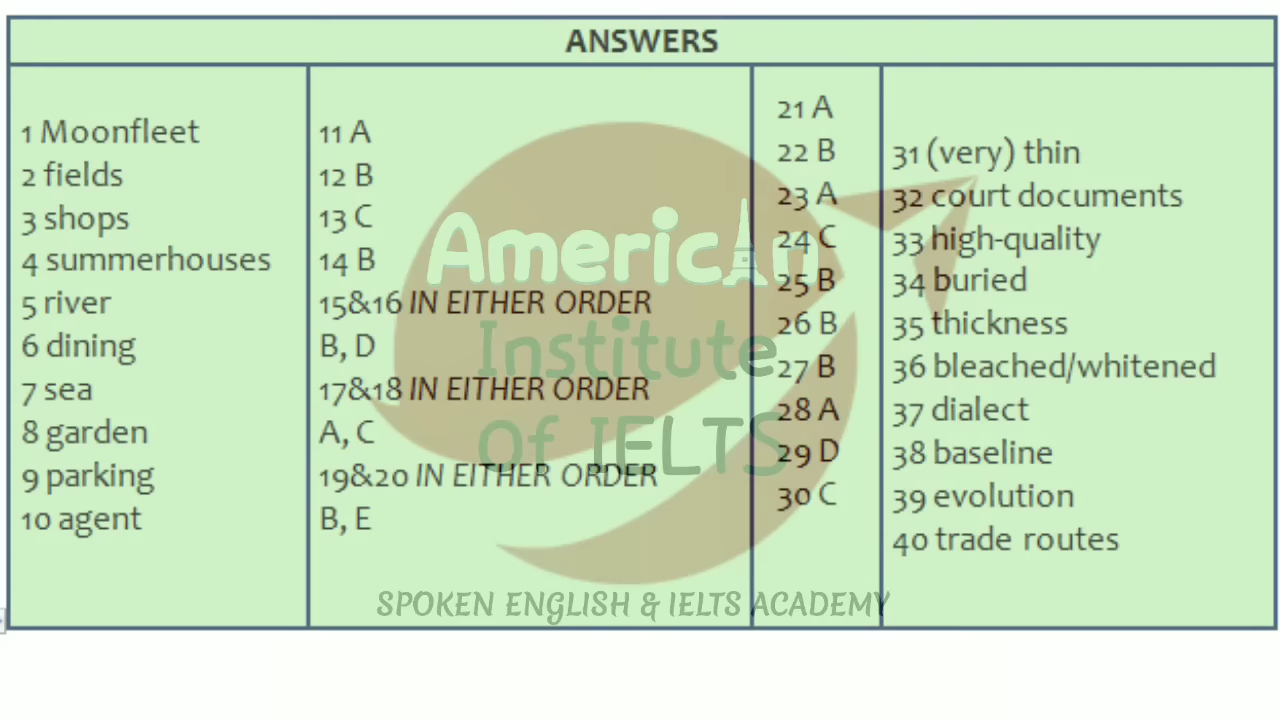 ANSWERS
1 Moonfleet
2 fields
3 shops
4 summerhouses
5 river
6 dining
7 sea
8 garden
9 parking
10 agent
11 A
12 B
13 C
14 B
15&16 IN EITHER ORDER
B, D
17&18 IN EITHER ORDER
A, C
19&20 IN EITHER ORDER
B, E
21 A
22 B
23 A
24 C
25 B
26 B
27 B
28 A
29 D
30 C
31 (very) thin
32 court documents
33 high-quality
34 buried
35 thickness
36 bleached/whitened
37 dialect
38 baseline
39 evolution
40 trade routes
American
Institute
Of IELTS
SPOKEN ENGLISH & IELTS ACADEMY